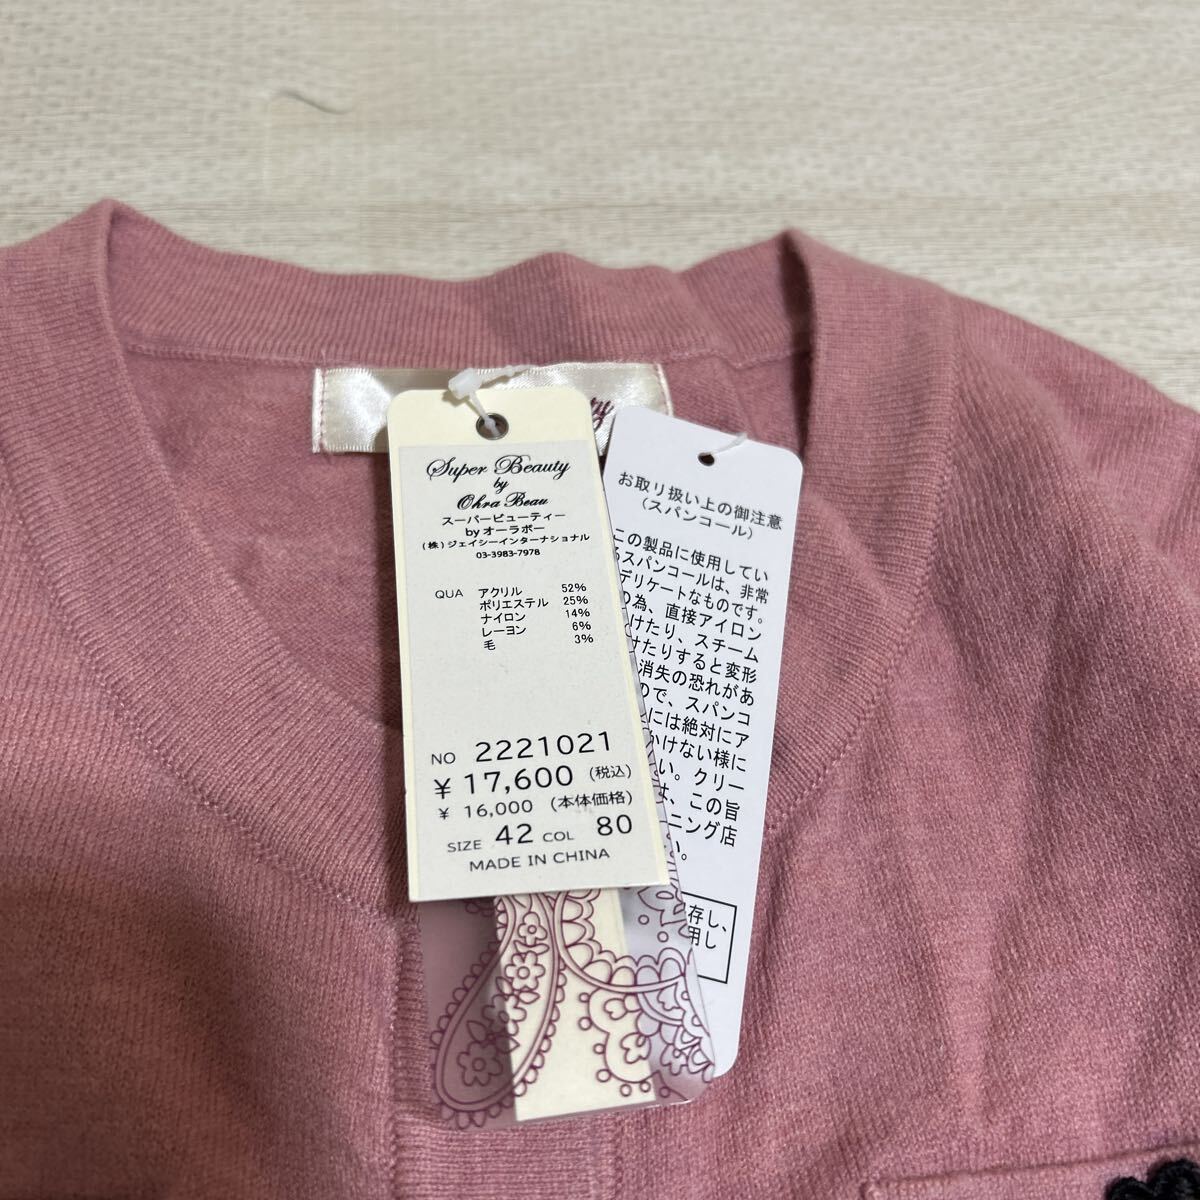 Super Beauty
by
Ohra Beau
スーパービューティー
by オーラボー
(株)ジェイシーインターナショナル
03-3983-7978
QUA アクリル 52%
ポリエステル 25%
ナイロン 14%
レーヨン 6%
毛 3%
NO 2221021
¥ 17,600 (税込)
¥ 16,000 (本体価格)
SIZE 42 COL 80
MADE IN CHINA
お取り扱い上の御注意
(スパンコール)
この製品に使用してい
るスパンコールは、非常
デリケートなものです。
の為、直接アイロン
けたり、スチーム
けたりすると変形
消失の恐れがあ
ので、スパンコ
には絶対にア
かけない様に
い。クリー
は、この旨
ーニング店
い。
存し、
用し